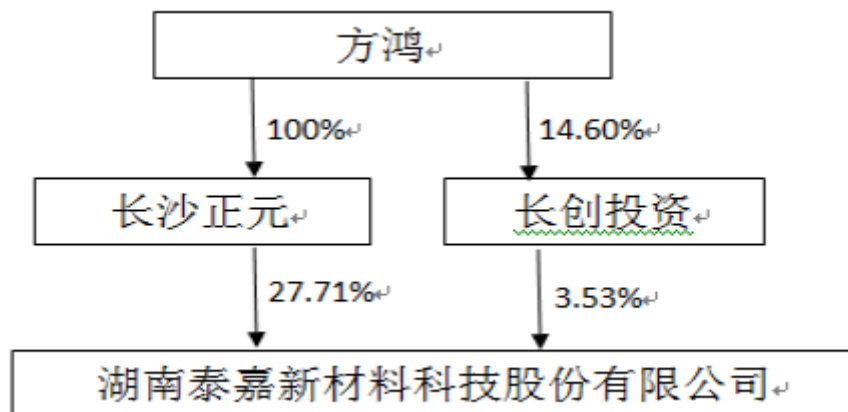 方鸿
100%
14.60%
长沙正元
长创投资
27.71%
3.53%
湖南泰嘉新材料科技股份有限公司